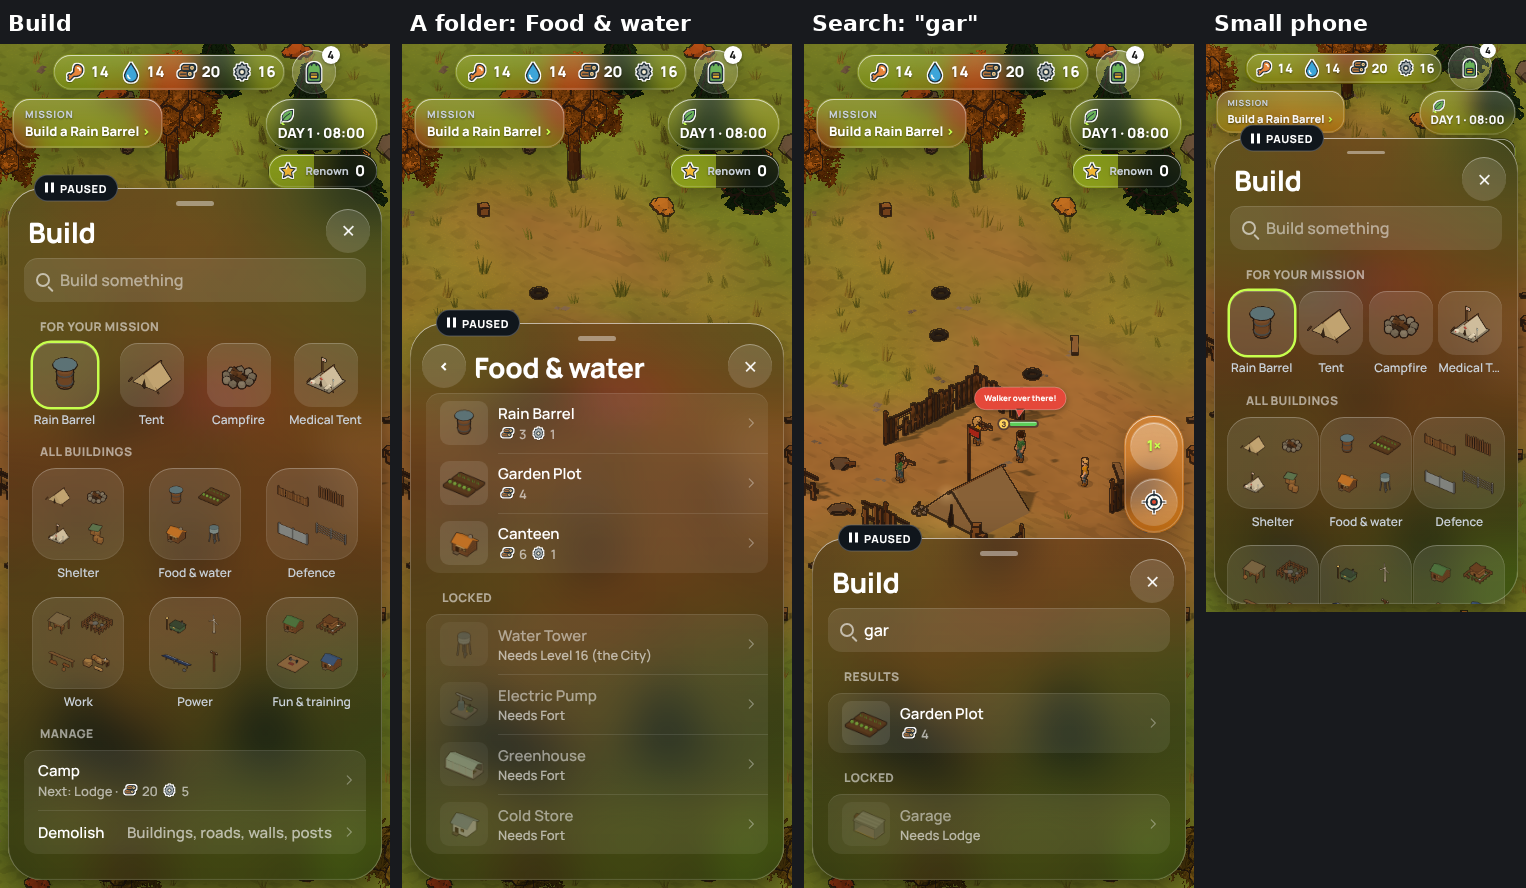 Build
14 14 20 16 4
MISSION
Build a Rain Barrel ›
DAY 1 · 08:00
Renown 0
PAUSED
Build
Build something
FOR YOUR MISSION
Rain Barrel Tent Campfire Medical Tent
ALL BUILDINGS
Shelter Food & water Defence
Work Power Fun & training
MANAGE
Camp
Next: Lodge · 20 5
Demolish Buildings, roads, walls, posts
A folder: Food & water
14 14 20 16 4
MISSION
Build a Rain Barrel ›
DAY 1 · 08:00
Renown 0
PAUSED
Food & water
Rain Barrel
3 1
Garden Plot
4
Canteen
6 1
LOCKED
Water Tower
Needs Level 16 (the City)
Electric Pump
Needs Fort
Greenhouse
Needs Fort
Cold Store
Needs Fort
Search: "gar"
14 14 20 16 4
MISSION
Build a Rain Barrel ›
DAY 1 · 08:00
Renown 0
Walker over there!
3
1×
PAUSED
Build
gar
RESULTS
Garden Plot
4
LOCKED
Garage
Needs Lodge
Small phone
14 14 20 16 4
MISSION
Build a Rain Barrel ›
DAY 1 · 08:00
PAUSED
Build
Build something
FOR YOUR MISSION
Rain Barrel Tent Campfire Medical T...
ALL BUILDINGS
Shelter Food & water Defence